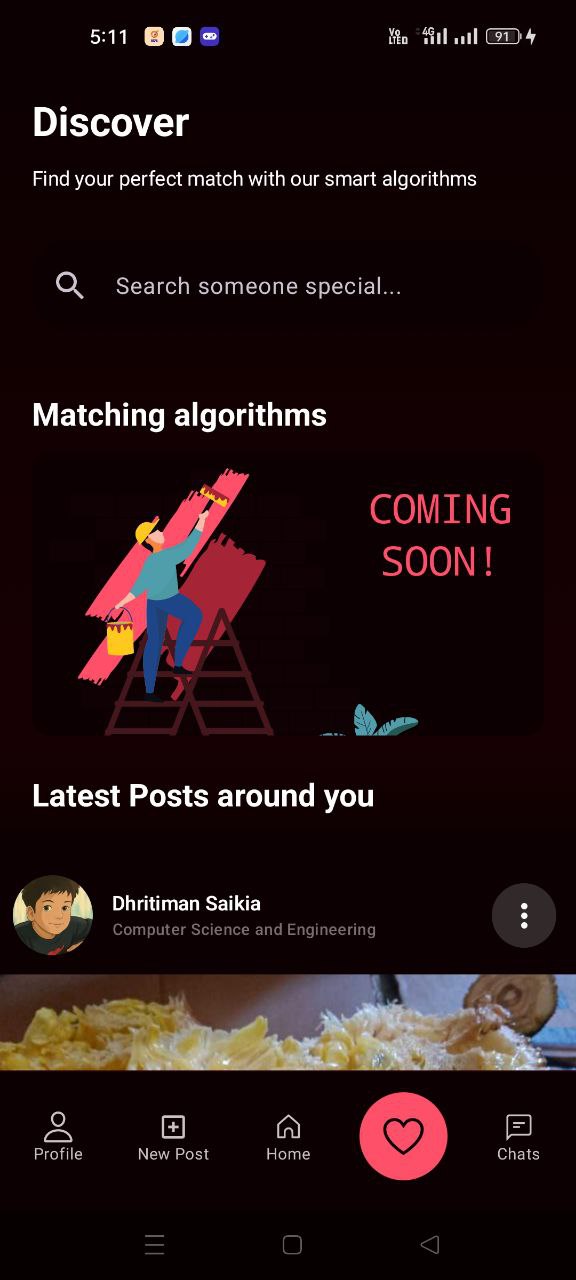 5:11
Vo LTE 4G 91
Discover
Find your perfect match with our smart algorithms
Search someone special...
Matching algorithms
COMING
SOON!
Latest Posts around you
Dhritiman Saikia
Computer Science and Engineering
Profile New Post Home Chats